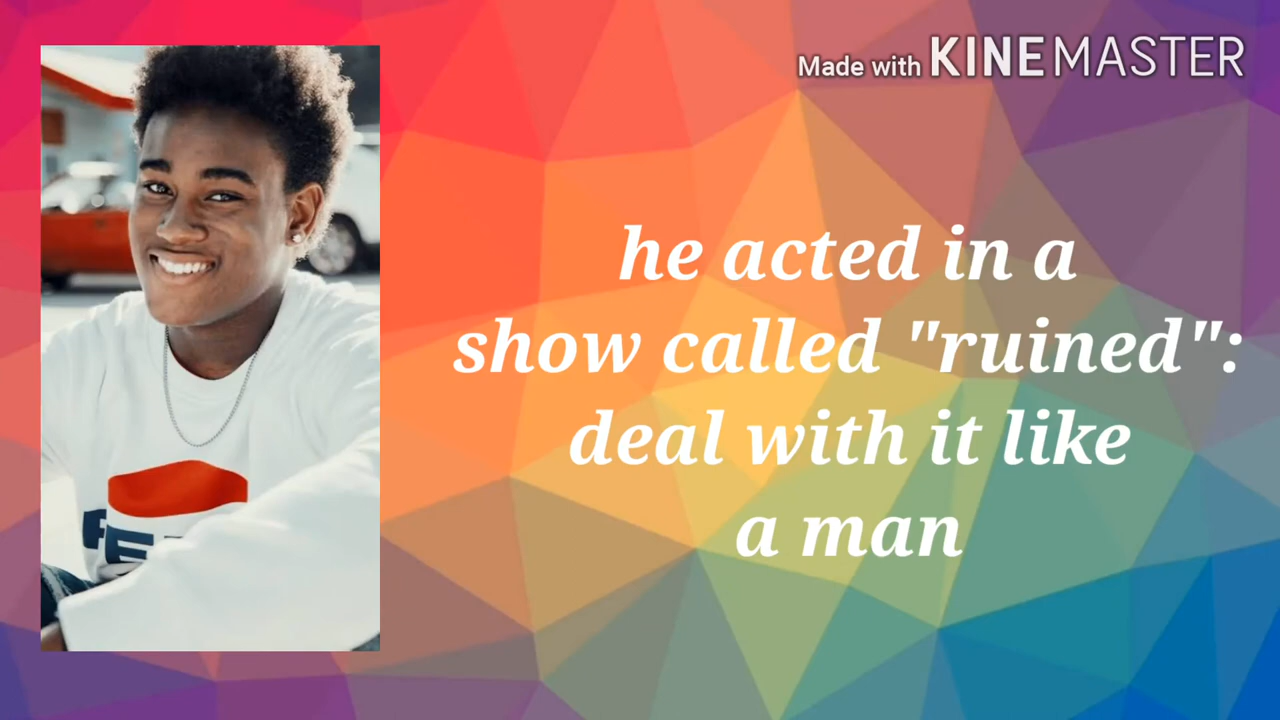 Made with KINEMASTER
he acted in a
show called "ruined":
deal with it like
a man